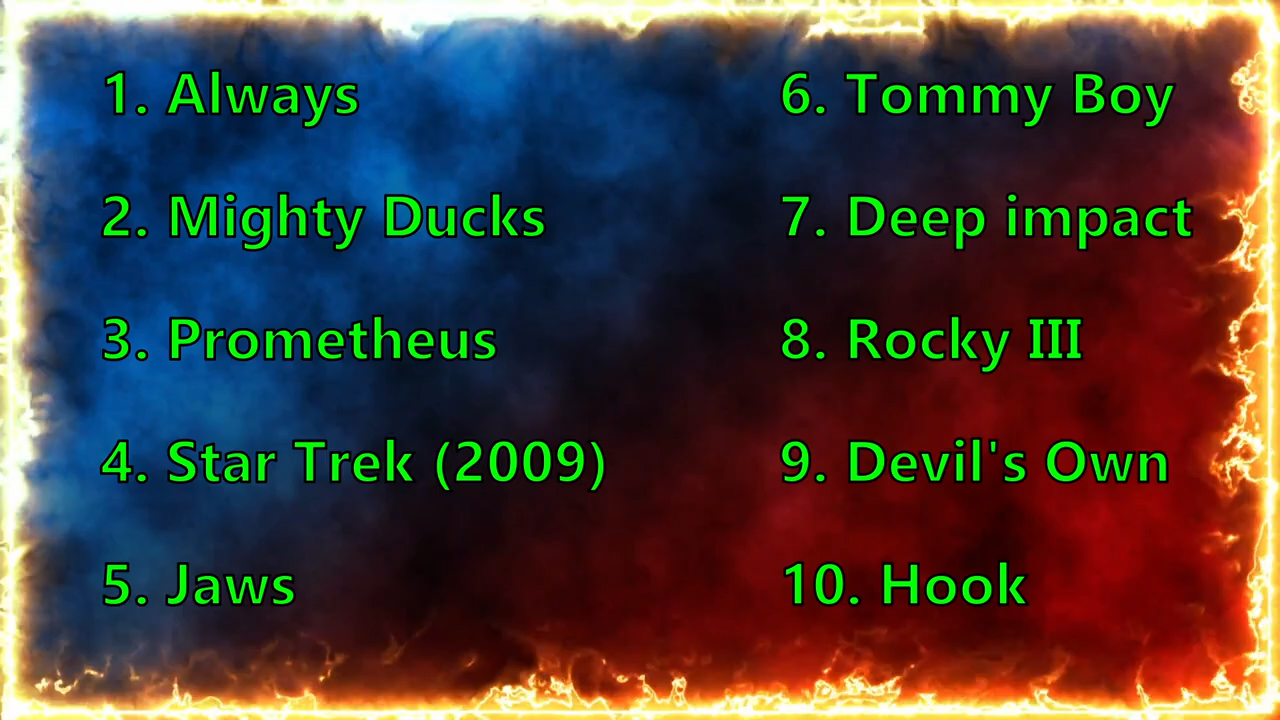 1. Always
2. Mighty Ducks
3. Prometheus
4. Star Trek (2009)
5. Jaws
6. Tommy Boy
7. Deep impact
8. Rocky III
9. Devil's Own
10. Hook